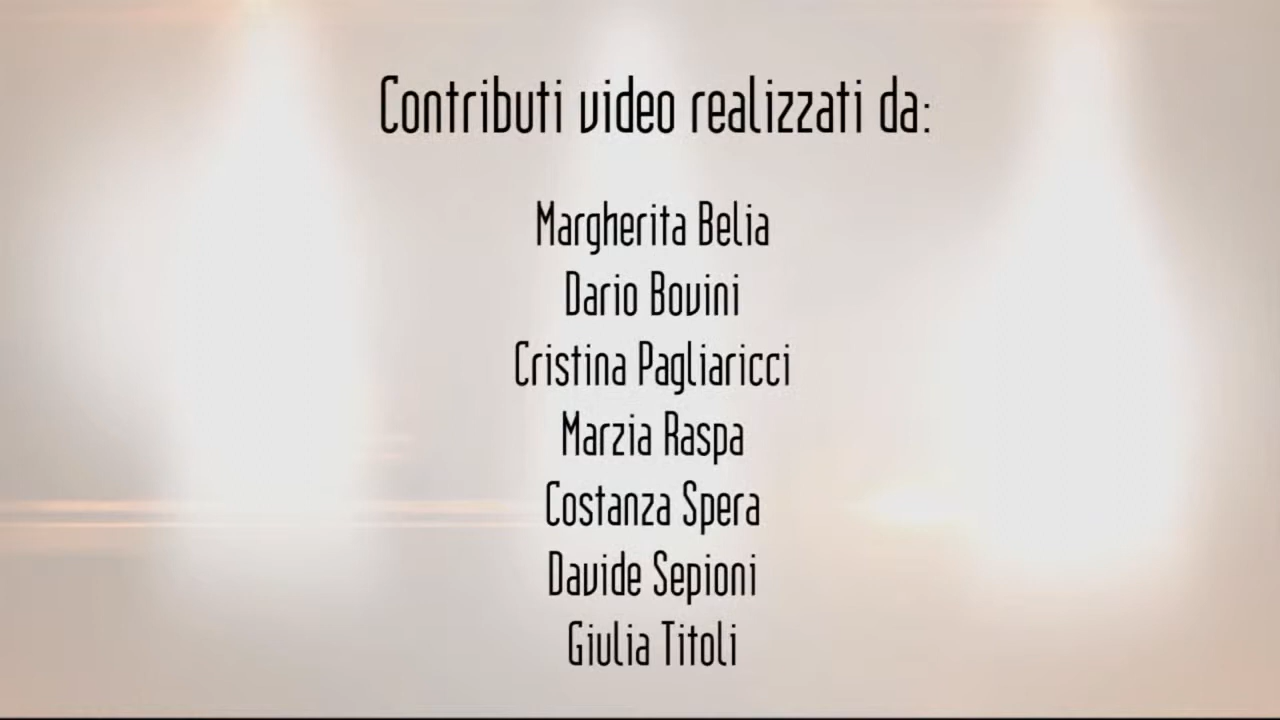 Contributi video realizzati da:
Margherita Belia
Dario Bovini
Cristina Pagliaricci
Marzia Raspa
Costanza Spera
Davide Sepioni
Giulia Titoli